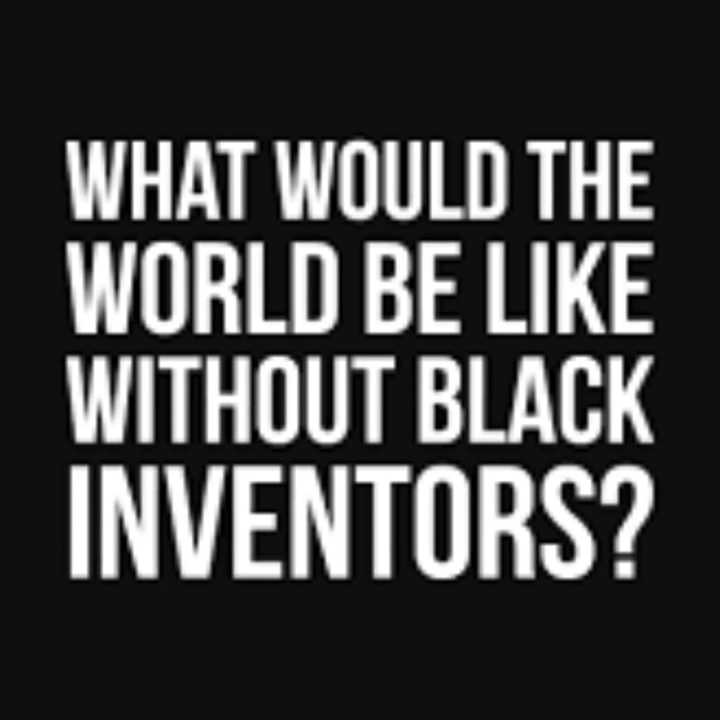 WHAT WOULD THE
WORLD BE LIKE
WITHOUT BLACK
INVENTORS?